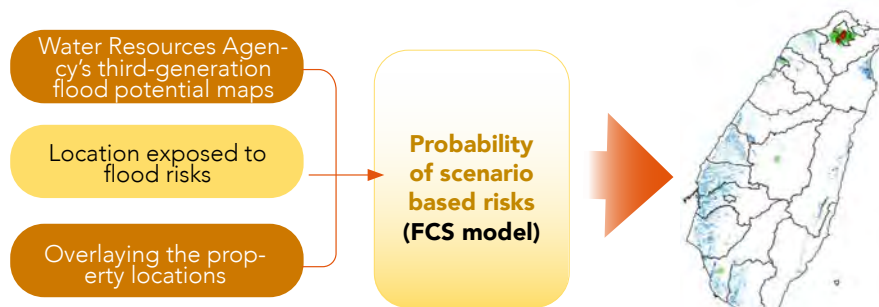 Water Resources Agen-
cy's third-generation
flood potential maps
Location exposed to
flood risks
Overlaying the prop-
erty locations
Probability
of scenario
based risks
(FCS model)